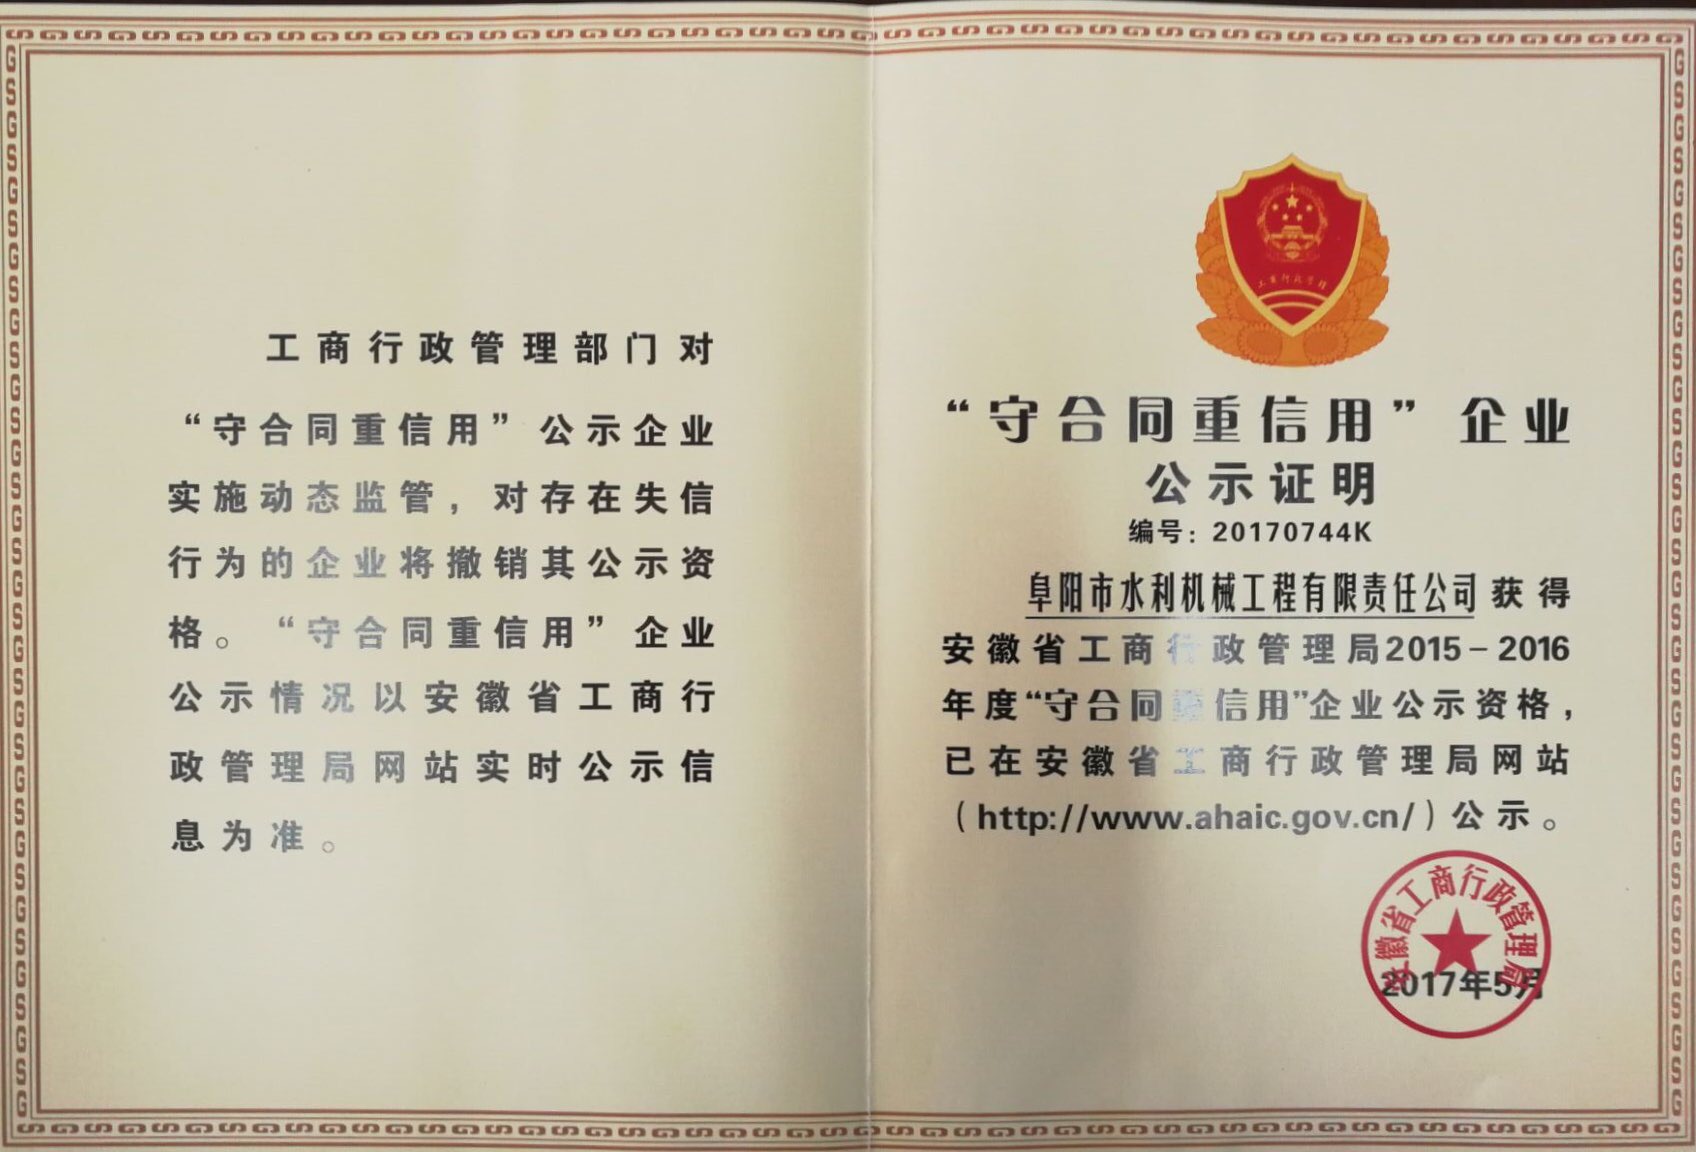 工商行政管理部门对
“守合同重信用”公示企业
实施动态监管，对存在失信
行为的企业将撤销其公示资
格。“守合同重信用”企业
公示情况以安徽省工商行
政管理局网站实时公示信
息为准。
工商行政管理
“守合同重信用”企业
公示证明
编号：20170744K
阜阳市水利机械工程有限责任公司获得
安徽省工商行政管理局2015－2016
年度“守合同重信用”企业公示资格，
已在安徽省工商行政管理局网站
（http://www.ahaic.gov.cn/）公示。
安徽省工商行政管理局
2017年5月